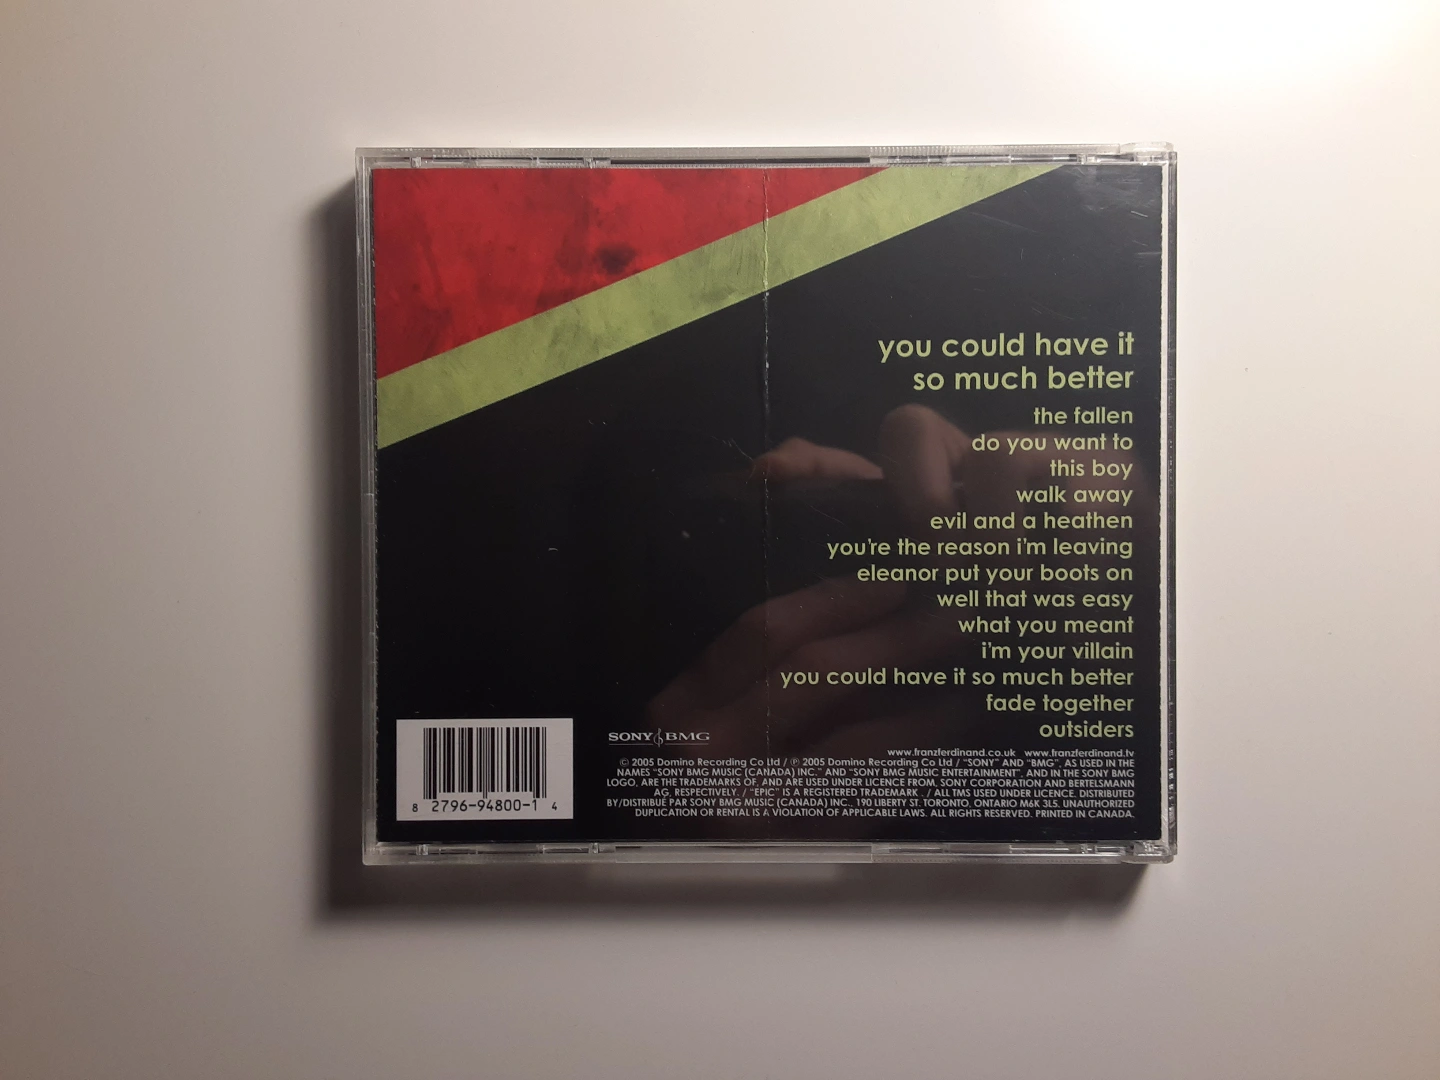 you could have it
so much better
the fallen
do you want to
this boy
walk away
evil and a heathen
you're the reason i'm leaving
eleanor put your boots on
well that was easy
what you meant
i'm your villain
you could have it so much better
fade together
outsiders
www.franzferdinand.co.uk www.franzferdinand.tv
SONY BMG
© 2005 Domino Recording Co Ltd / ℗ 2005 Domino Recording Co Ltd / "SONY" AND "BMG", AS USED IN THE
NAMES "SONY BMG MUSIC (CANADA) INC." AND "SONY BMG MUSIC ENTERTAINMENT", AND IN THE SONY BMG
LOGO, ARE THE TRADEMARKS OF, AND ARE USED UNDER LICENCE FROM, SONY CORPORATION AND BERTELSMANN
AG, RESPECTIVELY. / "EPIC" IS A REGISTERED TRADEMARK . / ALL TMS USED UNDER LICENCE. DISTRIBUTED
BY/DISTRIBUÉ PAR SONY BMG MUSIC (CANADA) INC., 190 LIBERTY ST. TORONTO, ONTARIO M6K 3L5. UNAUTHORIZED
DUPLICATION OR RENTAL IS A VIOLATION OF APPLICABLE LAWS. ALL RIGHTS RESERVED. PRINTED IN CANADA.
8 2796-94800-1 4